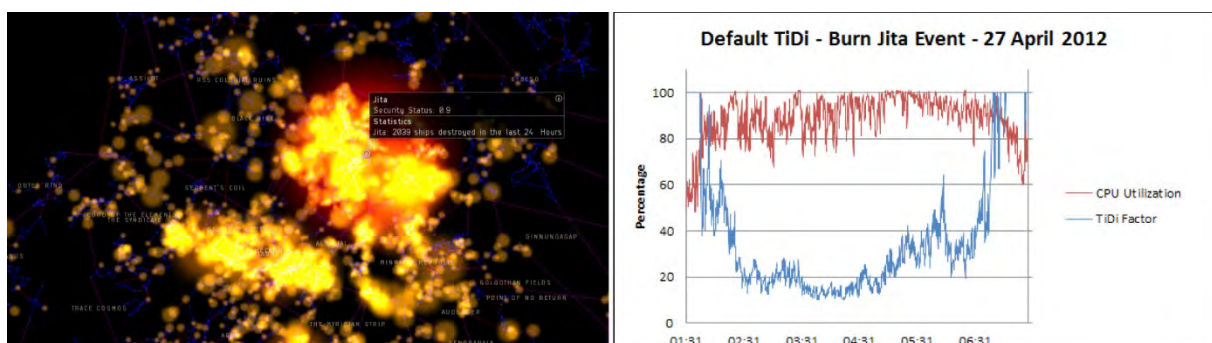 Jita
Security Status: 0.9
Statistics
Jita: 2039 ships destroyed in the last 24 Hours
OUTER RING
SERPENT'S COIL
THE SYNDICATE
GINNUNGAGAP
GULGOTHAN FIELDS
POINT OF NO RETURN
TRACE COSMOS
THE MERIDIAN STRIP
Default TiDi - Burn Jita Event - 27 April 2012
Percentage
100
80
60
40
20
0
01:31 02:31 03:31 04:31 05:31 06:31
CPU Utilization
TiDi Factor